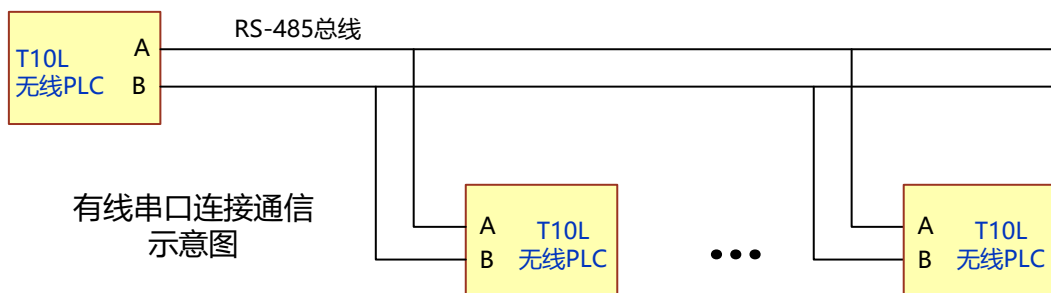 RS-485总线
T10L
无线PLC
A
B
有线串口连接通信
示意图
A
B
T10L
无线PLC
•••
A
B
T10L
无线PLC